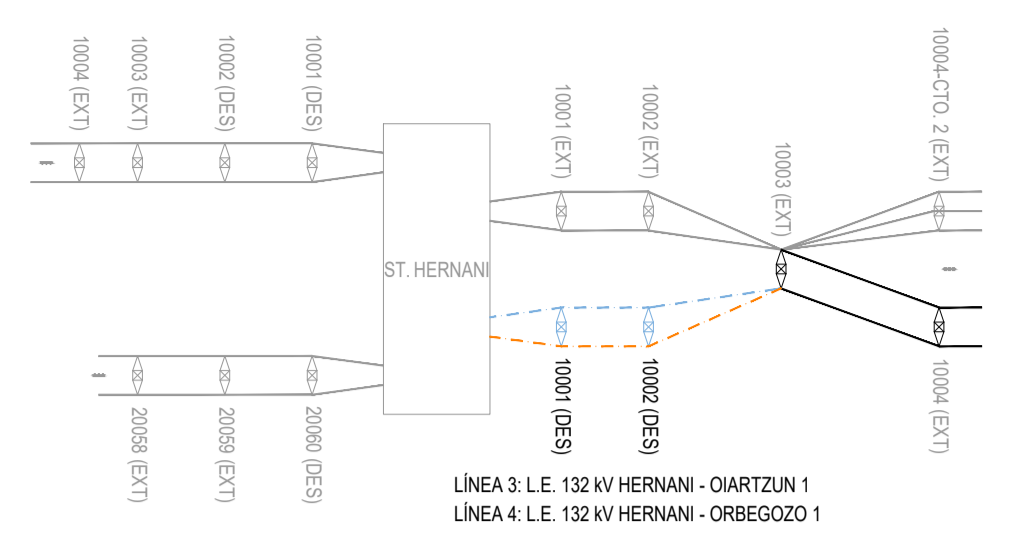 10004 (EXT)
10003 (EXT)
10002 (DES)
10001 (DES)
10001 (EXT)
10002 (EXT)
10003 (EXT)
10004-CTO. 2 (EXT)
ST. HERNANI
20058 (EXT)
20059 (EXT)
20060 (DES)
10001 (DES)
10002 (DES)
10004 (EXT)
LÍNEA 3: L.E. 132 kV HERNANI - OIARTZUN 1
LÍNEA 4: L.E. 132 kV HERNANI - ORBEGOZO 1